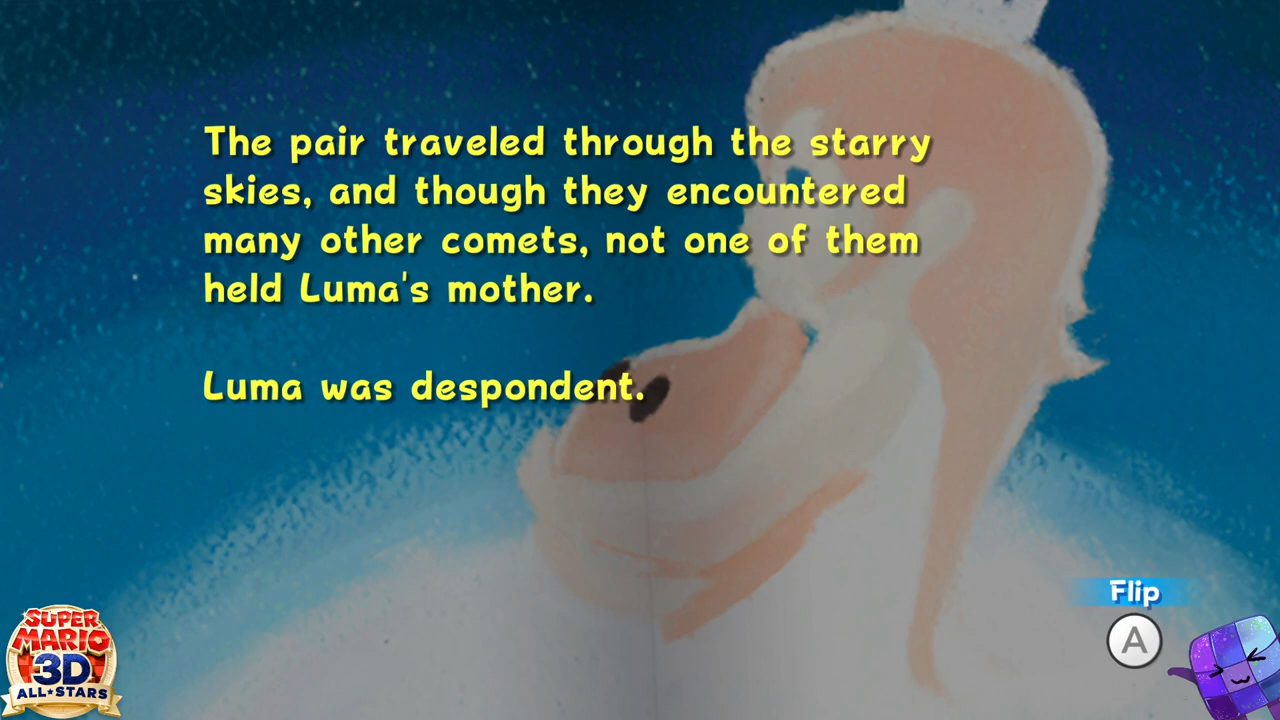 The pair traveled through the starry
skies, and though they encountered
many other comets, not one of them
held Luma's mother.
Luma was despondent.
Flip
A
SUPER
MARIO
3D
ALL★STARS